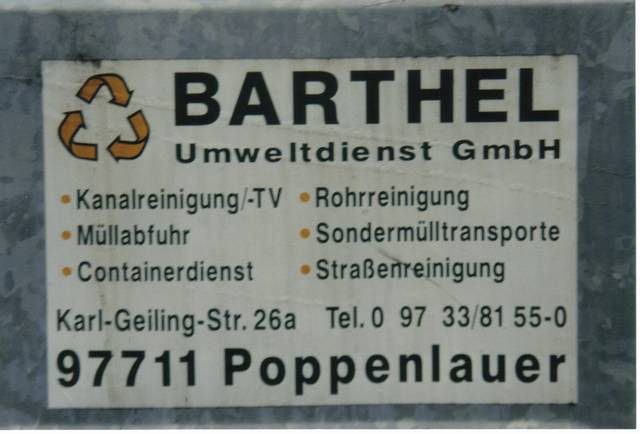 BARTHEL
Umweltdienst GmbH
• Kanalreinigung/-TV • Rohrreinigung
• Müllabfuhr • Sondermülltransporte
• Containerdienst • Straßenreinigung
Karl-Geiling-Str. 26a Tel. 0 97 33/81 55-0
97711 Poppenlauer